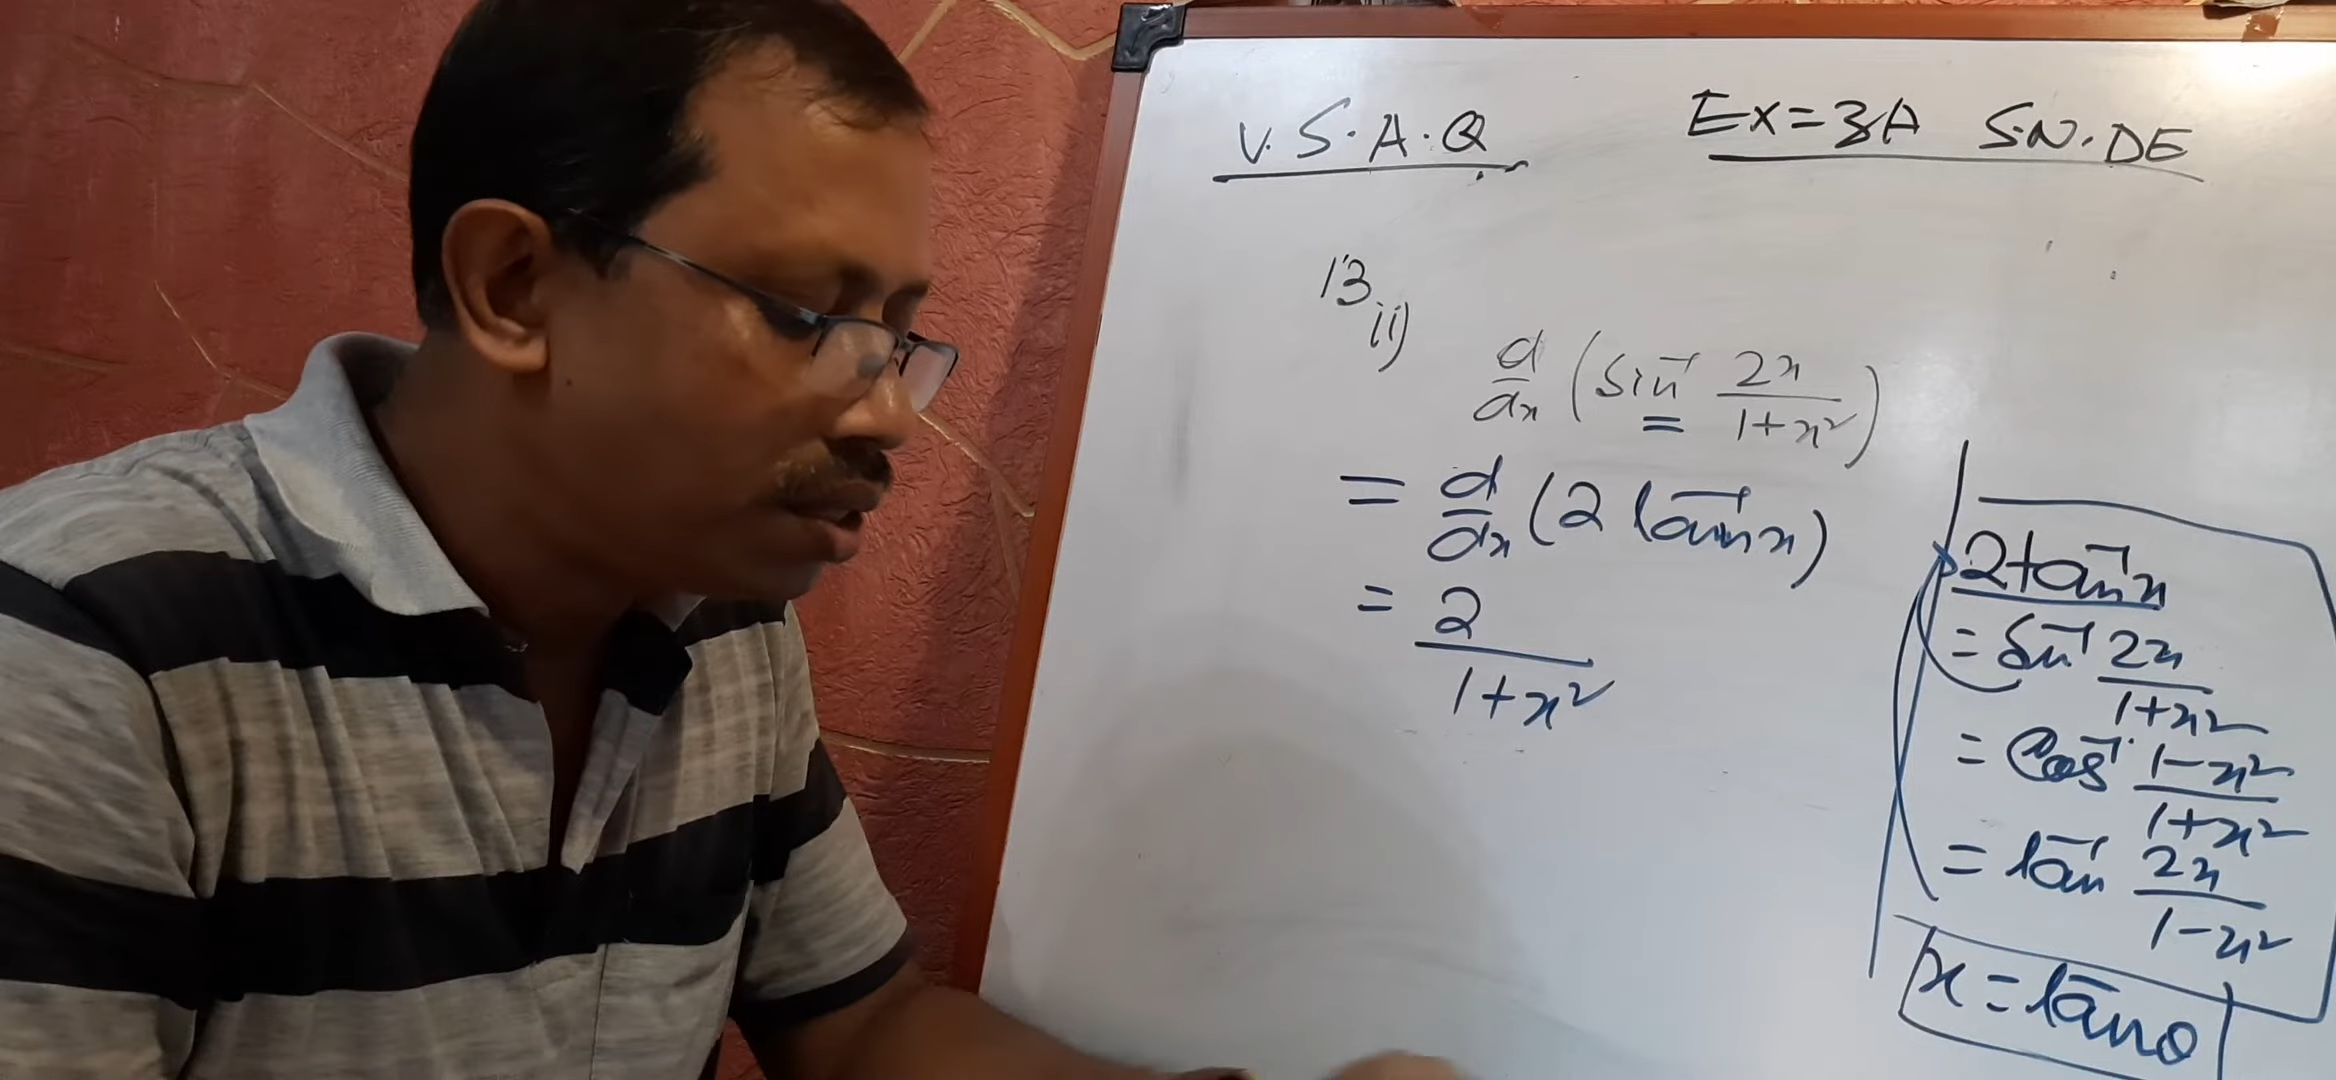 V.S.A.Q
Ex=3A S.N.DE
13
ii)
d/dx (sin⁻¹ 2x/1+x²)
= d/dx (2 tan⁻¹x)
= 2/1+x²
2tan⁻¹x
= sin⁻¹ 2x/1+x²
= cos⁻¹ 1-x²/1+x²
= tan⁻¹ 2x/1-x²
x = tanθ